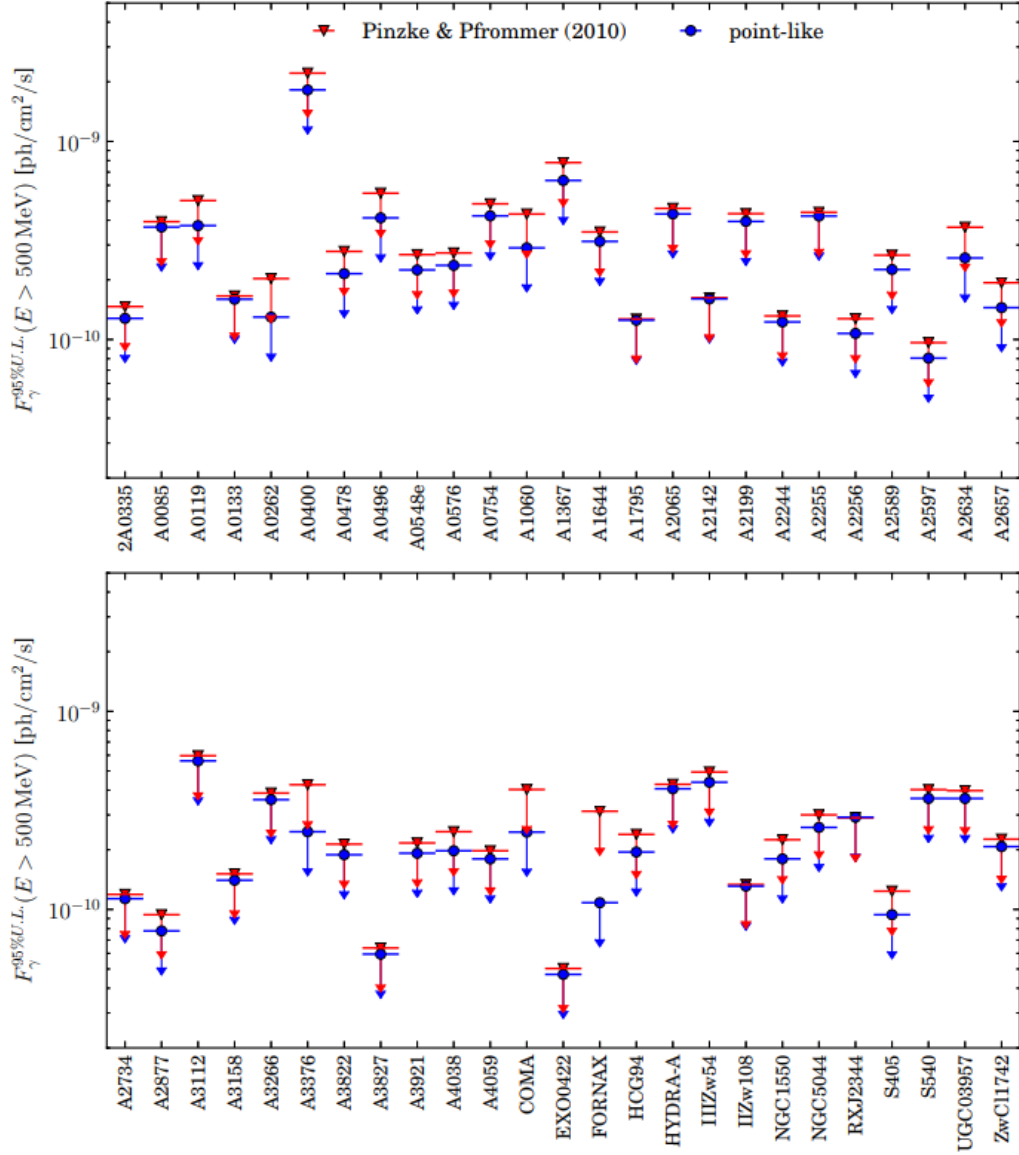 Pinzke & Pfrommer (2010) point-like
F_γ^{95%U.L.}(E > 500 MeV) [ph/cm²/s]
10⁻⁹
10⁻¹⁰
2A0335 A0085 A0119 A0133 A0262 A0400 A0478 A0496 A0548e A0576 A0754 A1060 A1367 A1644 A1795 A2065 A2142 A2199 A2244 A2255 A2256 A2589 A2597 A2634 A2657
F_γ^{95%U.L.}(E > 500 MeV) [ph/cm²/s]
10⁻⁹
10⁻¹⁰
A2734 A2877 A3112 A3158 A3266 A3376 A3822 A3827 A3921 A4038 A4059 COMA EXO0422 FORNAX HCG94 HYDRA-A IIIZw54 IIZw108 NGC1550 NGC5044 RXJ2344 S405 S540 UGC03957 ZwCl1742